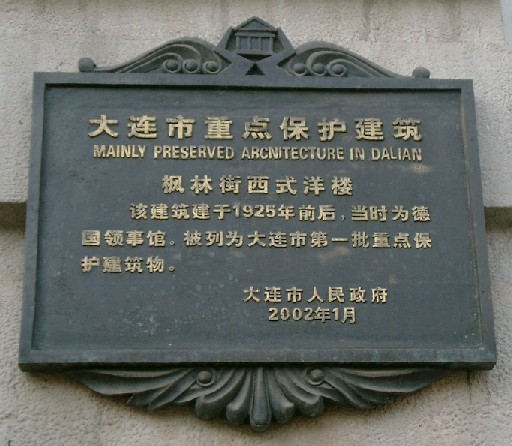 大连市重点保护建筑
MAINLY PRESERVED ARCNITECTURE IN DALIAN
枫林街西式洋楼
该建筑建于1925年前后，当时为德
国领事馆。被列为大连市第一批重点保
护建筑物。
大连市人民政府
2002年1月